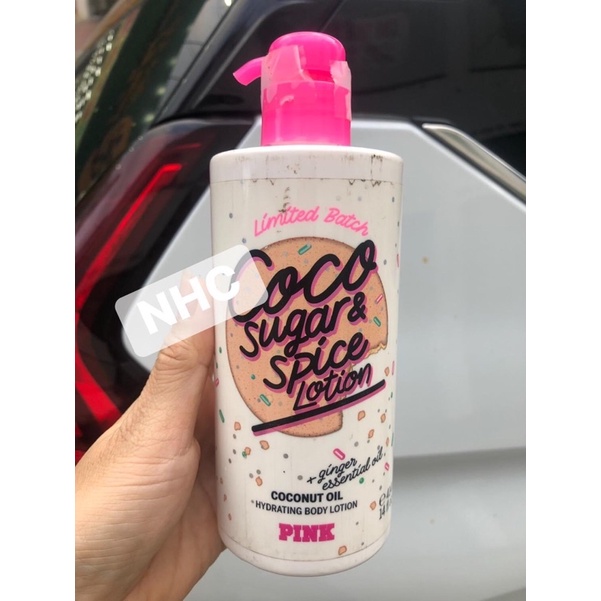 Limited Batch
NHC
Coco
Sugar &
Spice
Lotion
+ ginger
essential oil
COCONUT OIL
HYDRATING BODY LOTION
PINK